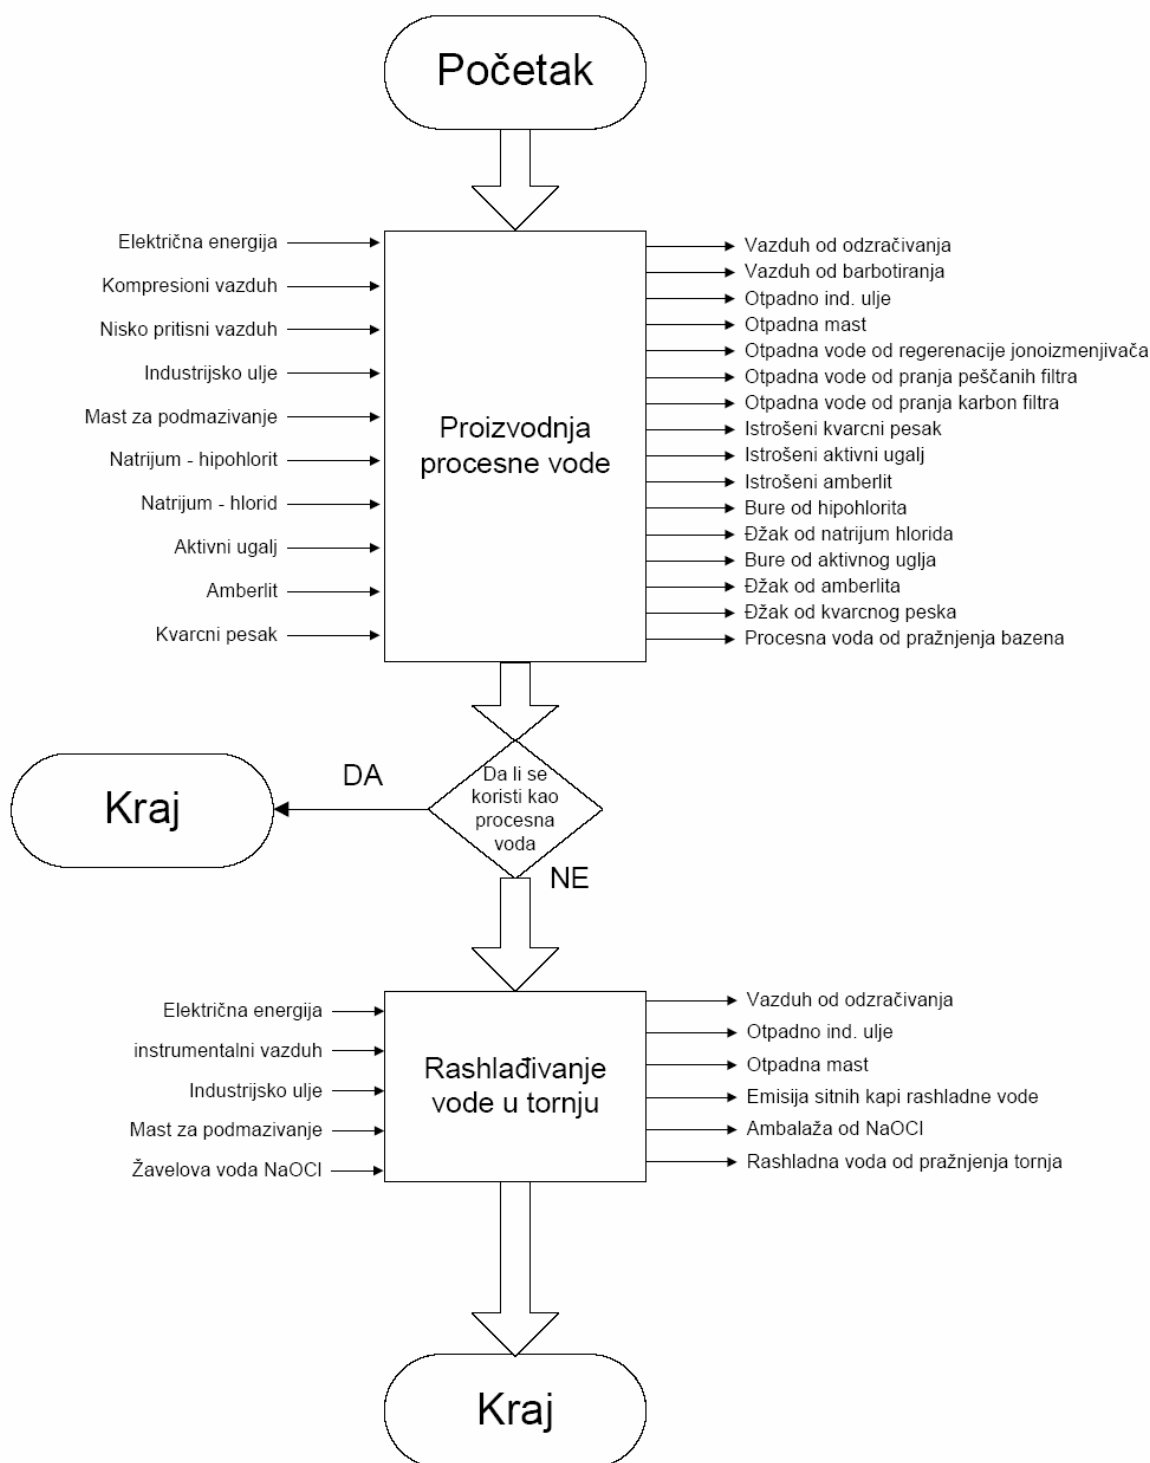 Početak
Električna energija
Kompresioni vazduh
Nisko pritisni vazduh
Industrijsko ulje
Mast za podmazivanje
Natrijum - hipohlorit
Natrijum - hlorid
Aktivni ugalj
Amberlit
Kvarcni pesak
Proizvodnja
procesne vode
Vazduh od odzračivanja
Vazduh od barbotiranja
Otpadno ind. ulje
Otpadna mast
Otpadna vode od regerenacije jonoizmenjivača
Otpadna vode od pranja peščanih filtra
Otpadna vode od pranja karbon filtra
Istrošeni kvarcni pesak
Istrošeni aktivni ugalj
Istrošeni amberlit
Bure od hipohlorita
Džak od natrijum hlorida
Bure od aktivnog uglja
Džak od amberlita
Džak od kvarcnog peska
Procesna voda od pražnjenja bazena
Kraj
DA
Da li se
koristi kao
procesna
voda
NE
Električna energija
instrumentalni vazduh
Industrijsko ulje
Mast za podmazivanje
Žavelova voda NaOCl
Rashlađivanje
vode u tornju
Vazduh od odzračivanja
Otpadno ind. ulje
Otpadna mast
Emisija sitnih kapi rashladne vode
Ambalaža od NaOCl
Rashladna voda od pražnjenja tornja
Kraj